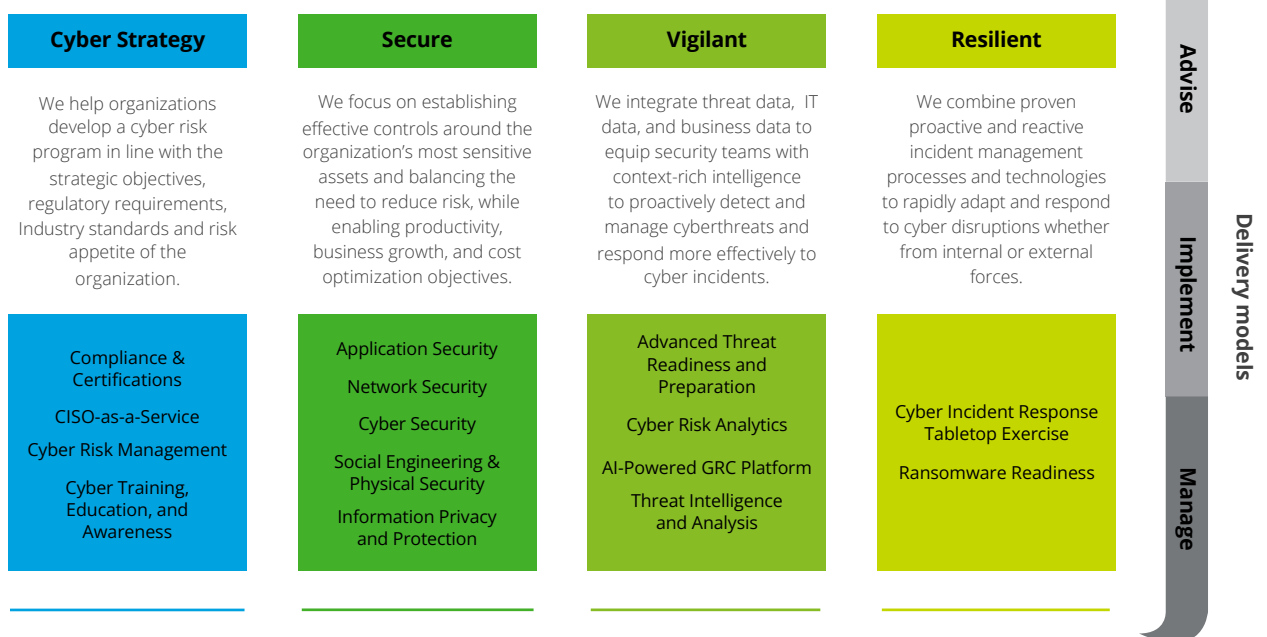 Cyber Strategy
We help organizations
develop a cyber risk
program in line with the
strategic objectives,
regulatory requirements,
Industry standards and risk
appetite of the
organization.
Compliance &
Certifications
CISO-as-a-Service
Cyber Risk Management
Cyber Training,
Education, and
Awareness
Secure
We focus on establishing
effective controls around the
organization’s most sensitive
assets and balancing the
need to reduce risk, while
enabling productivity,
business growth, and cost
optimization objectives.
Application Security
Network Security
Cyber Security
Social Engineering &
Physical Security
Information Privacy
and Protection
Vigilant
We integrate threat data, IT
data, and business data to
equip security teams with
context-rich intelligence
to proactively detect and
manage cyberthreats and
respond more effectively to
cyber incidents.
Advanced Threat
Readiness and
Preparation
Cyber Risk Analytics
AI-Powered GRC Platform
Threat Intelligence
and Analysis
Resilient
We combine proven
proactive and reactive
incident management
processes and technologies
to rapidly adapt and respond
to cyber disruptions whether
from internal or external
forces.
Cyber Incident Response
Tabletop Exercise
Ransomware Readiness
Advise
Implement
Manage
Delivery models